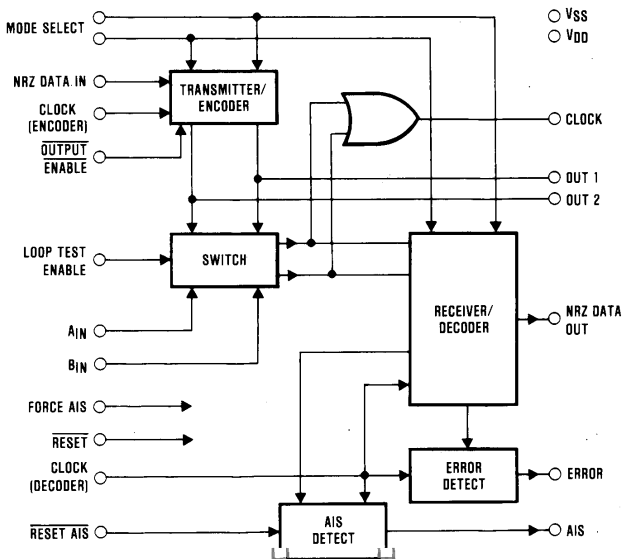 MODE SELECT
VSS
VDD
NRZ DATA IN
TRANSMITTER/
ENCODER
CLOCK
(ENCODER)
CLOCK
OUTPUT
ENABLE
OUT 1
OUT 2
LOOP TEST
ENABLE
SWITCH
RECEIVER/
DECODER
NRZ DATA
OUT
AIN
BIN
FORCE AIS
RESET
CLOCK
(DECODER)
ERROR
DETECT
ERROR
RESET AIS
AIS
DETECT
AIS